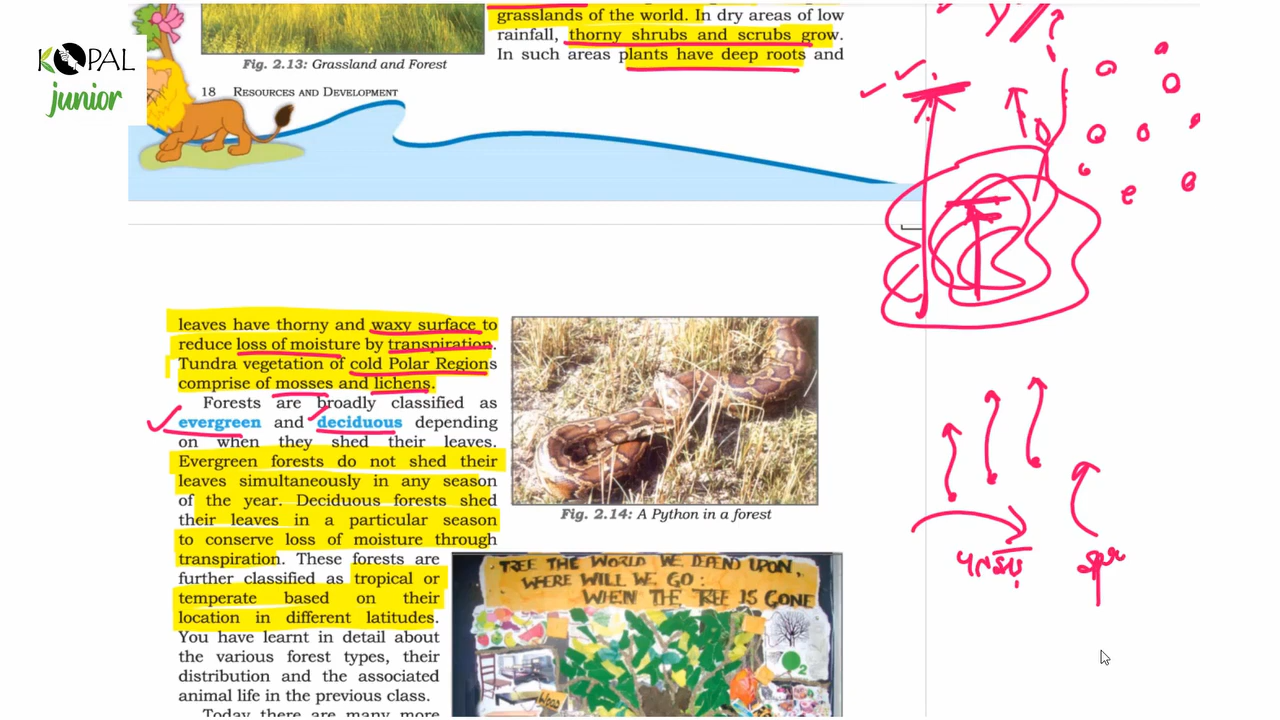 KOPAL
junior
grasslands of the world. In dry areas of low
rainfall, thorny shrubs and scrubs grow.
In such areas plants have deep roots and
Fig. 2.13: Grassland and Forest
18 RESOURCES AND DEVELOPMENT
leaves have thorny and waxy surface to
reduce loss of moisture by transpiration.
Tundra vegetation of cold Polar Regions
comprise of mosses and lichens.
Forests are broadly classified as
evergreen and deciduous depending
on when they shed their leaves.
Evergreen forests do not shed their
leaves simultaneously in any season
of the year. Deciduous forests shed
their leaves in a particular season
to conserve loss of moisture through
transpiration. These forests are
further classified as tropical or
temperate based on their
location in different latitudes.
You have learnt in detail about
the various forest types, their
distribution and the associated
animal life in the previous class.
Today there are many more
Fig. 2.14: A Python in a forest
TREE THE WORLD WE DEPEND UPON,
WHERE WILL WE GO :
WHEN THE TREE IS GONE